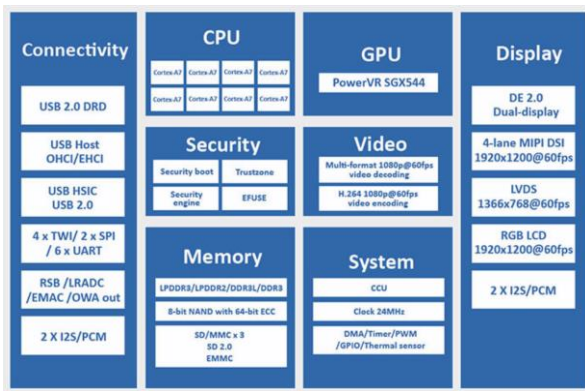 Connectivity
USB 2.0 DRD
USB Host
OHCI/EHCI
USB HSIC
USB 2.0
4 x TWI/ 2 x SPI
/ 6 x UART
RSB /LRADC
/EMAC /OWA out
2 X I2S/PCM
CPU
Cortex-A7 Cortex-A7 Cortex-A7 Cortex-A7
Cortex-A7 Cortex-A7 Cortex-A7 Cortex-A7
Security
Security boot Trustzone
Security
engine
EFUSE
Memory
LPDDR3/LPDDR2/DDR3L/DDR3
8-bit NAND with 64-bit ECC
SD/MMC x 3
SD 2.0
EMMC
GPU
PowerVR SGX544
Video
Multi-format 1080p@60fps
video decoding
H.264 1080p@60fps
video encoding
System
CCU
Clock 24MHz
DMA/Timer/PWM
/GPIO/Thermal sensor
Display
DE 2.0
Dual-display
4-lane MIPI DSI
1920x1200@60fps
LVDS
1366x768@60fps
RGB LCD
1920x1200@60fps
2 X I2S/PCM